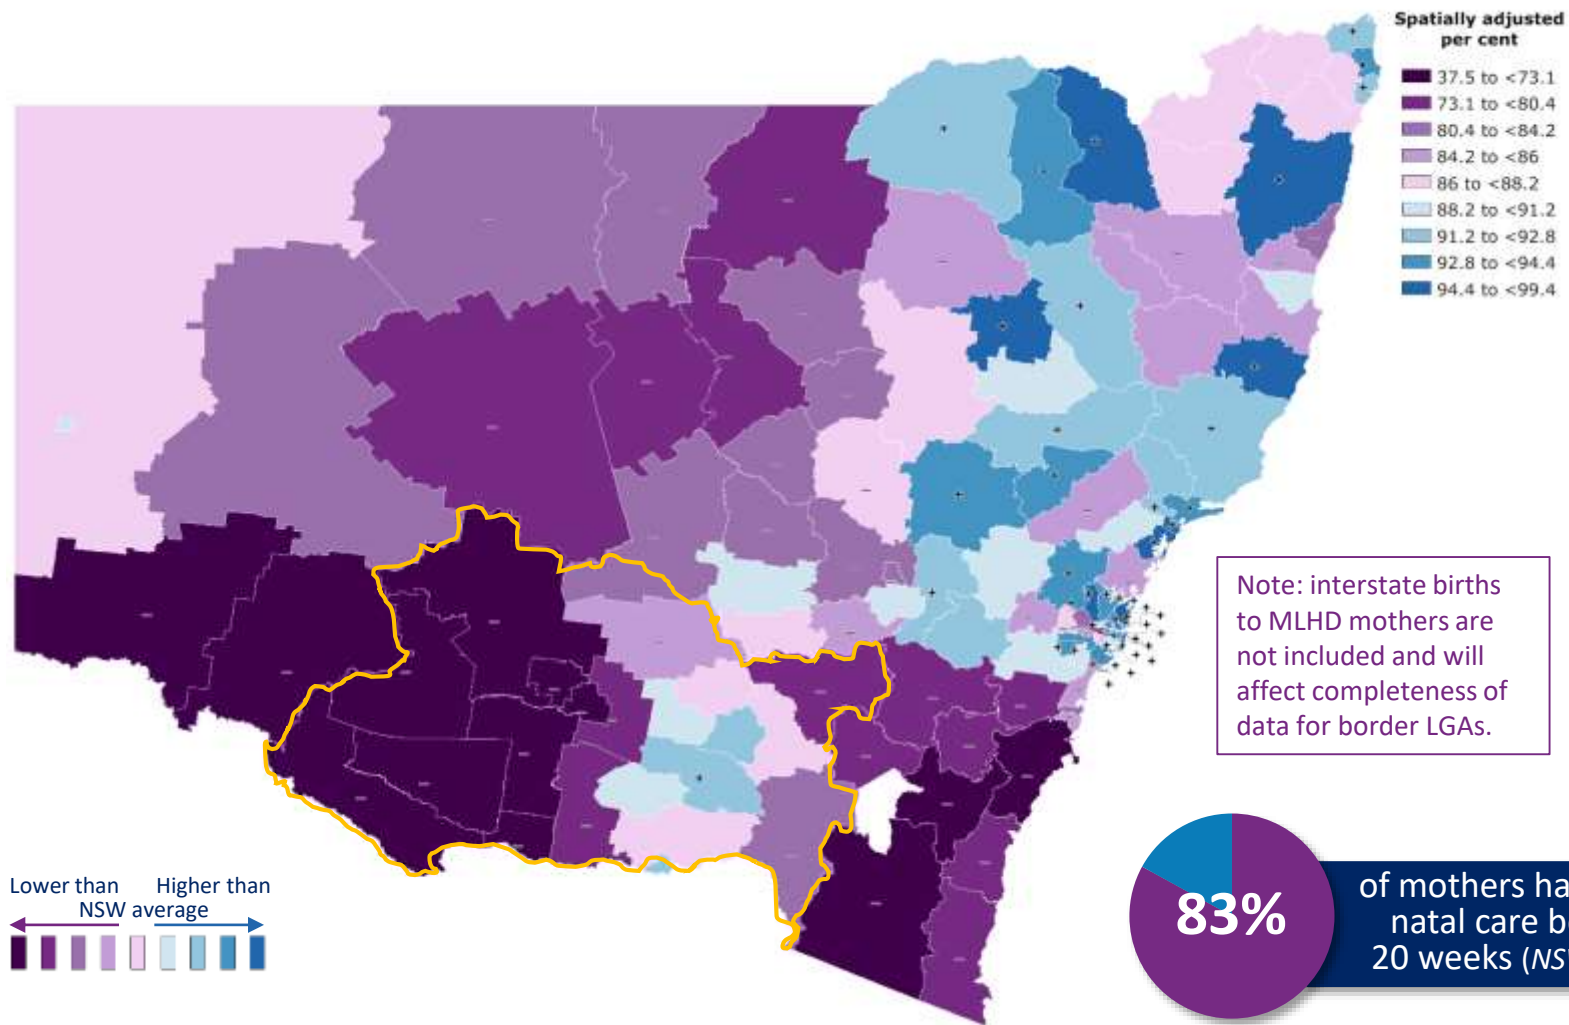 Spatially adjusted
per cent
37.5 to <73.1
73.1 to <80.4
80.4 to <84.2
84.2 to <86
86 to <88.2
88.2 to <91.2
91.2 to <92.8
92.8 to <94.4
94.4 to <99.4
Note: interstate births
to MLHD mothers are
not included and will
affect completeness of
data for border LGAs.
Lower than
Higher than
NSW average
83%
of mothers ha
natal care b
20 weeks (NS